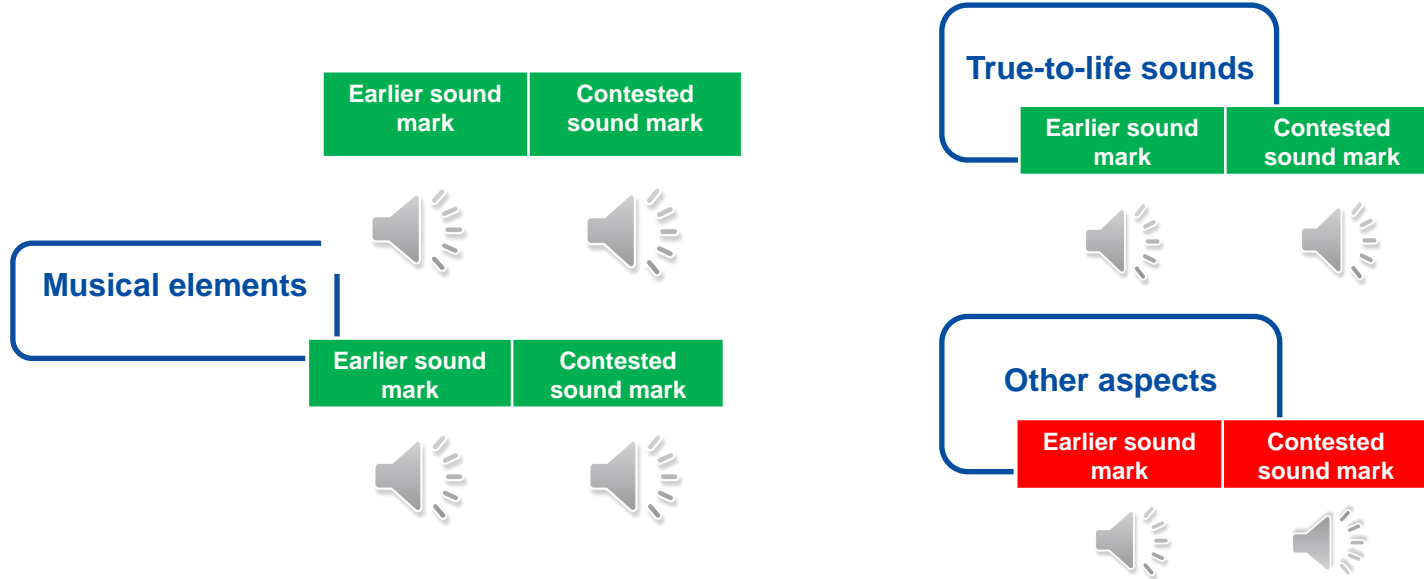 Earlier sound
mark
Contested
sound mark
Musical elements
Earlier sound
mark
Contested
sound mark
True-to-life sounds
Earlier sound
mark
Contested
sound mark
Other aspects
Earlier sound
mark
Contested
sound mark